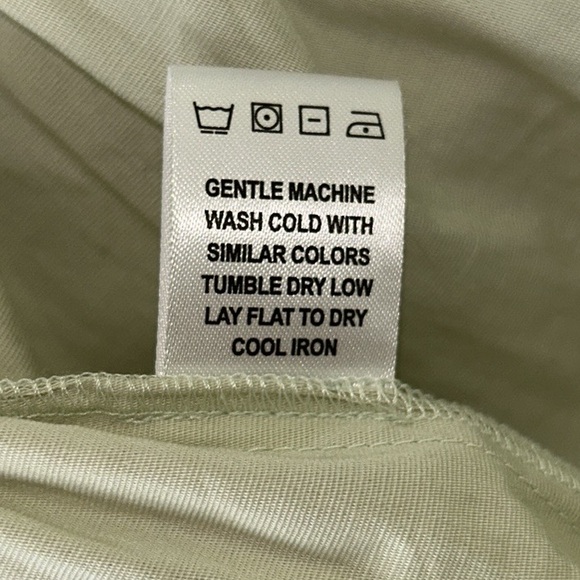 GENTLE MACHINE
WASH COLD WITH
SIMILAR COLORS
TUMBLE DRY LOW
LAY FLAT TO DRY
COOL IRON